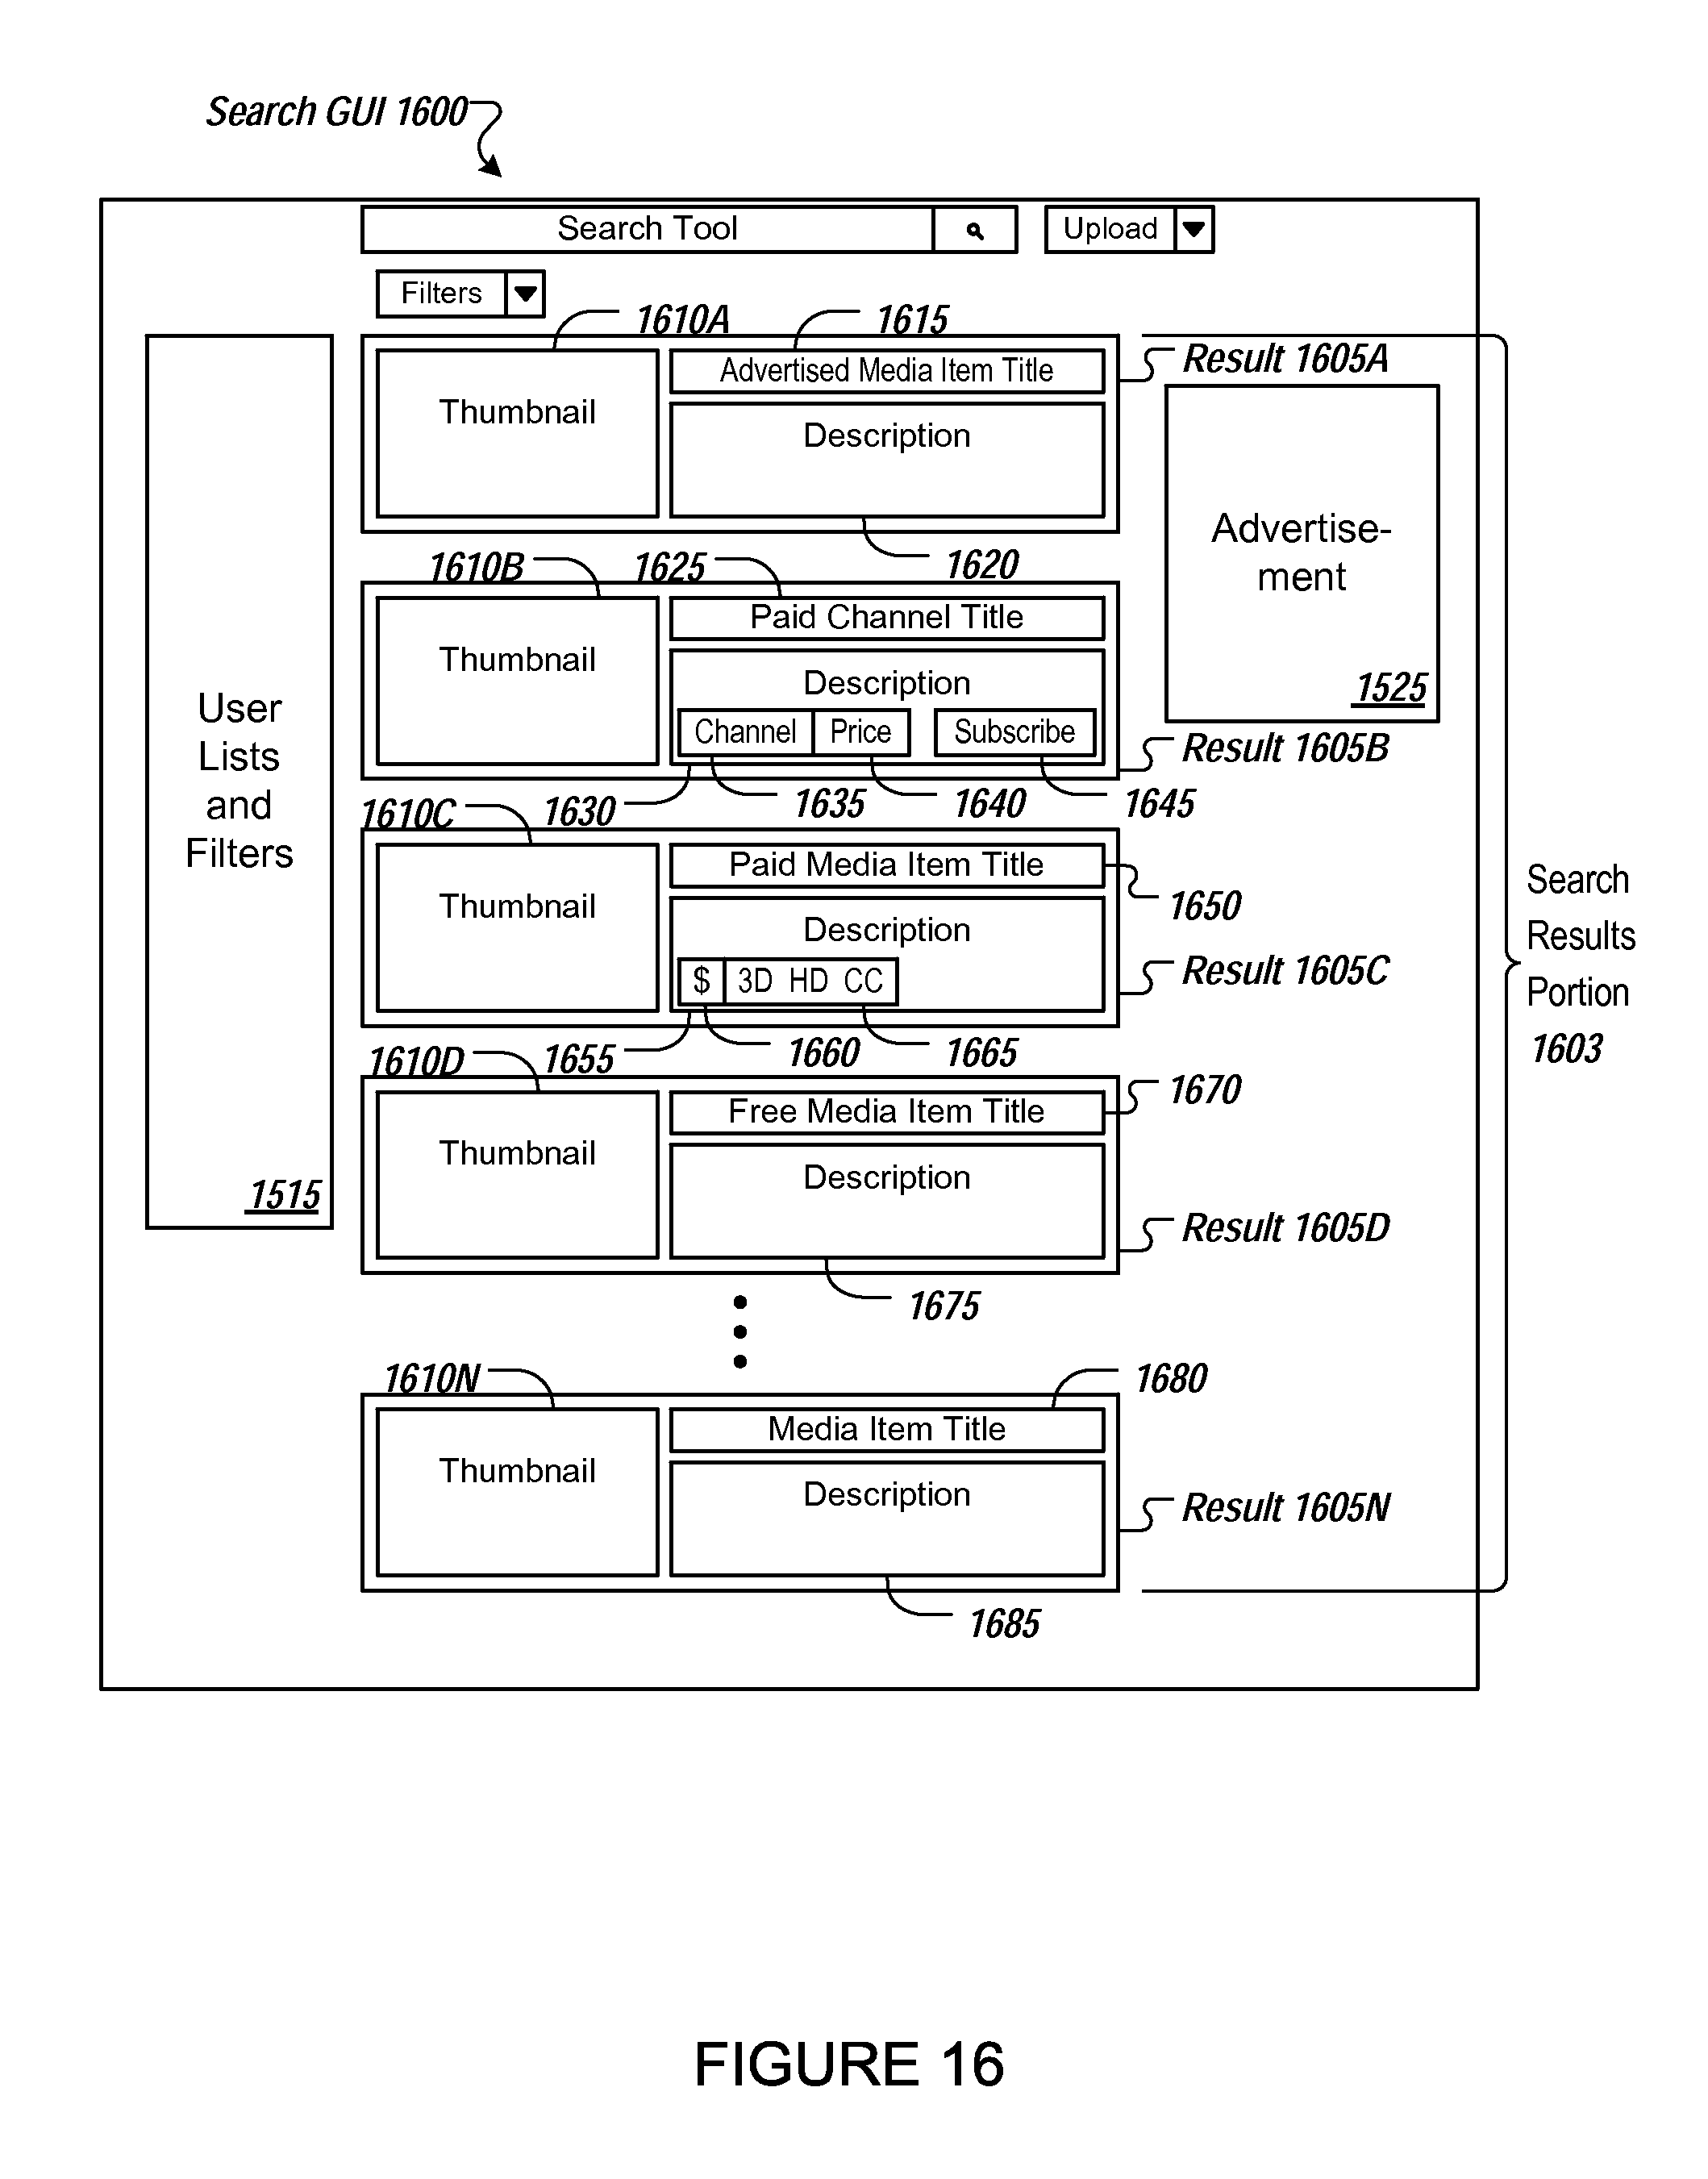 Search GUI 1600
Search Tool
Upload
Filters
1610A
1615
Result 1605A
Thumbnail
Advertised Media Item Title
Description
1620
Advertise-
ment
1525
1610B
1625
Thumbnail
Paid Channel Title
Description
Channel Price Subscribe
Result 1605B
1630
1635
1640
1645
User
Lists
and
Filters
1515
1610C
Thumbnail
Paid Media Item Title
1650
Description
$ 3D HD CC
Result 1605C
1655
1660
1665
Search
Results
Portion
1603
1610D
Thumbnail
Free Media Item Title
1670
Description
Result 1605D
1675
1610N
1680
Thumbnail
Media Item Title
Description
Result 1605N
1685
FIGURE 16